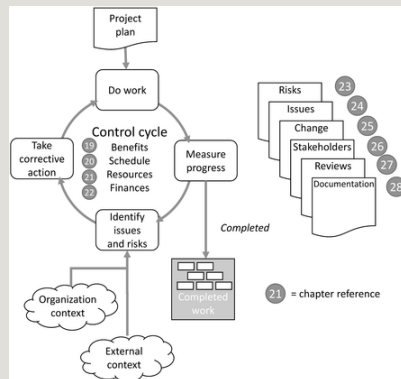 Project
plan
Do work
Control cycle
19 Benefits
20 Schedule
21 Resources
22 Finances
Take
corrective
action
Measure
progress
Identify
issues
and risks
Completed
Completed
work
Organization
context
External
context
Risks 23
Issues 24
Change 25
Stakeholders 26
Reviews 27
Documentation 28
21 = chapter reference